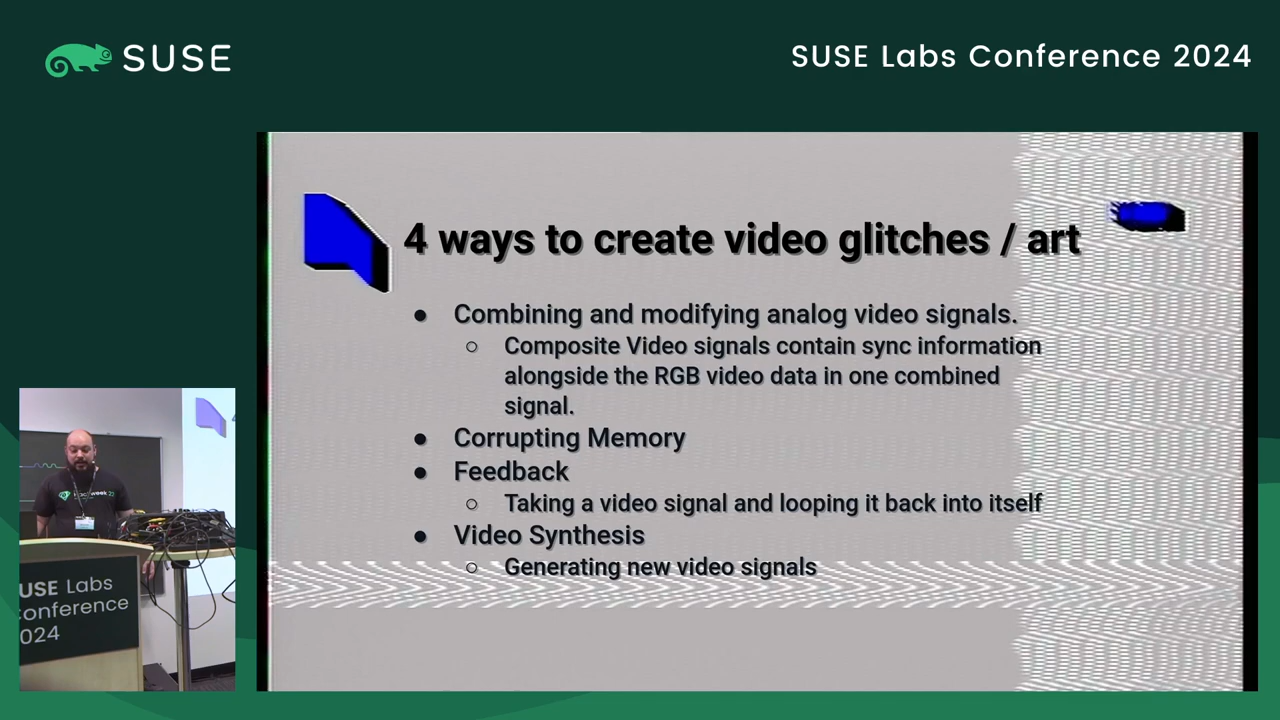 SUSE
SUSE Labs Conference 2024
4 ways to create video glitches / art
● Combining and modifying analog video signals.
○ Composite Video signals contain sync information
alongside the RGB video data in one combined
signal.
● Corrupting Memory
● Feedback
○ Taking a video signal and looping it back into itself
● Video Synthesis
○ Generating new video signals
week
USE Labs
onference
024